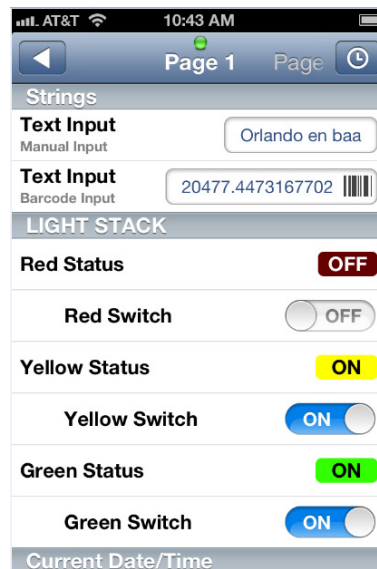 AT&T 10:43 AM
Page 1 Page
Strings
Text Input Orlando en baa
Manual Input
Text Input 20477.4473167702
Barcode Input
LIGHT STACK
Red Status OFF
Red Switch OFF
Yellow Status ON
Yellow Switch ON
Green Status ON
Green Switch ON
Current Date/Time